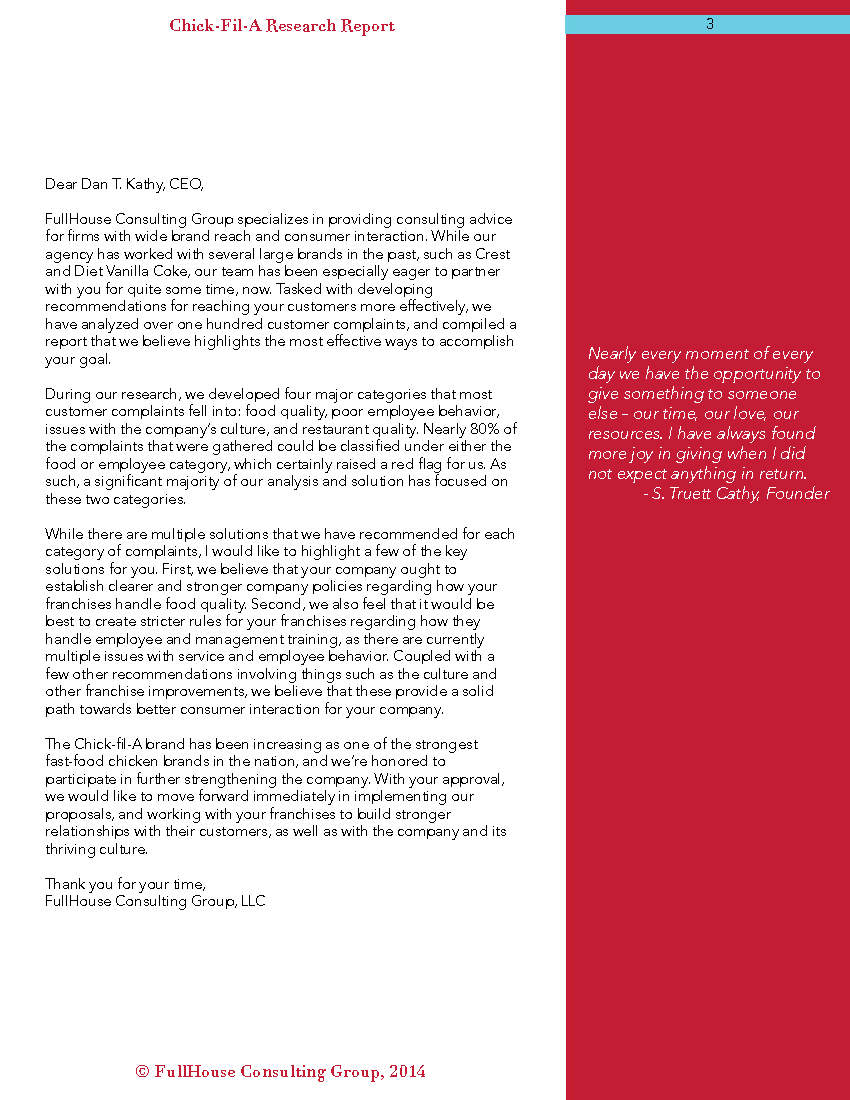 Chick-Fil-A Research Report
3
Dear Dan T. Kathy, CEO,
FullHouse Consulting Group specializes in providing consulting advice
for firms with wide brand reach and consumer interaction. While our
agency has worked with several large brands in the past, such as Crest
and Diet Vanilla Coke, our team has been especially eager to partner
with you for quite some time, now. Tasked with developing
recommendations for reaching your customers more effectively, we
have analyzed over one hundred customer complaints, and compiled a
report that we believe highlights the most effective ways to accomplish
your goal.
During our research, we developed four major categories that most
customer complaints fell into: food quality, poor employee behavior,
issues with the company's culture, and restaurant quality. Nearly 80% of
the complaints that were gathered could be classified under either the
food or employee category, which certainly raised a red flag for us. As
such, a significant majority of our analysis and solution has focused on
these two categories.
While there are multiple solutions that we have recommended for each
category of complaints, I would like to highlight a few of the key
solutions for you. First, we believe that your company ought to
establish clearer and stronger company policies regarding how your
franchises handle food quality. Second, we also feel that it would be
best to create stricter rules for your franchises regarding how they
handle employee and management training, as there are currently
multiple issues with service and employee behavior. Coupled with a
few other recommendations involving things such as the culture and
other franchise improvements, we believe that these provide a solid
path towards better consumer interaction for your company.
The Chick-fil-A brand has been increasing as one of the strongest
fast-food chicken brands in the nation, and we're honored to
participate in further strengthening the company. With your approval,
we would like to move forward immediately in implementing our
proposals, and working with your franchises to build stronger
relationships with their customers, as well as with the company and its
thriving culture.
Thank you for your time,
FullHouse Consulting Group, LLC
Nearly every moment of every
day we have the opportunity to
give something to someone
else – our time, our love, our
resources. I have always found
more joy in giving when I did
not expect anything in return.
- S. Truett Cathy, Founder
© FullHouse Consulting Group, 2014